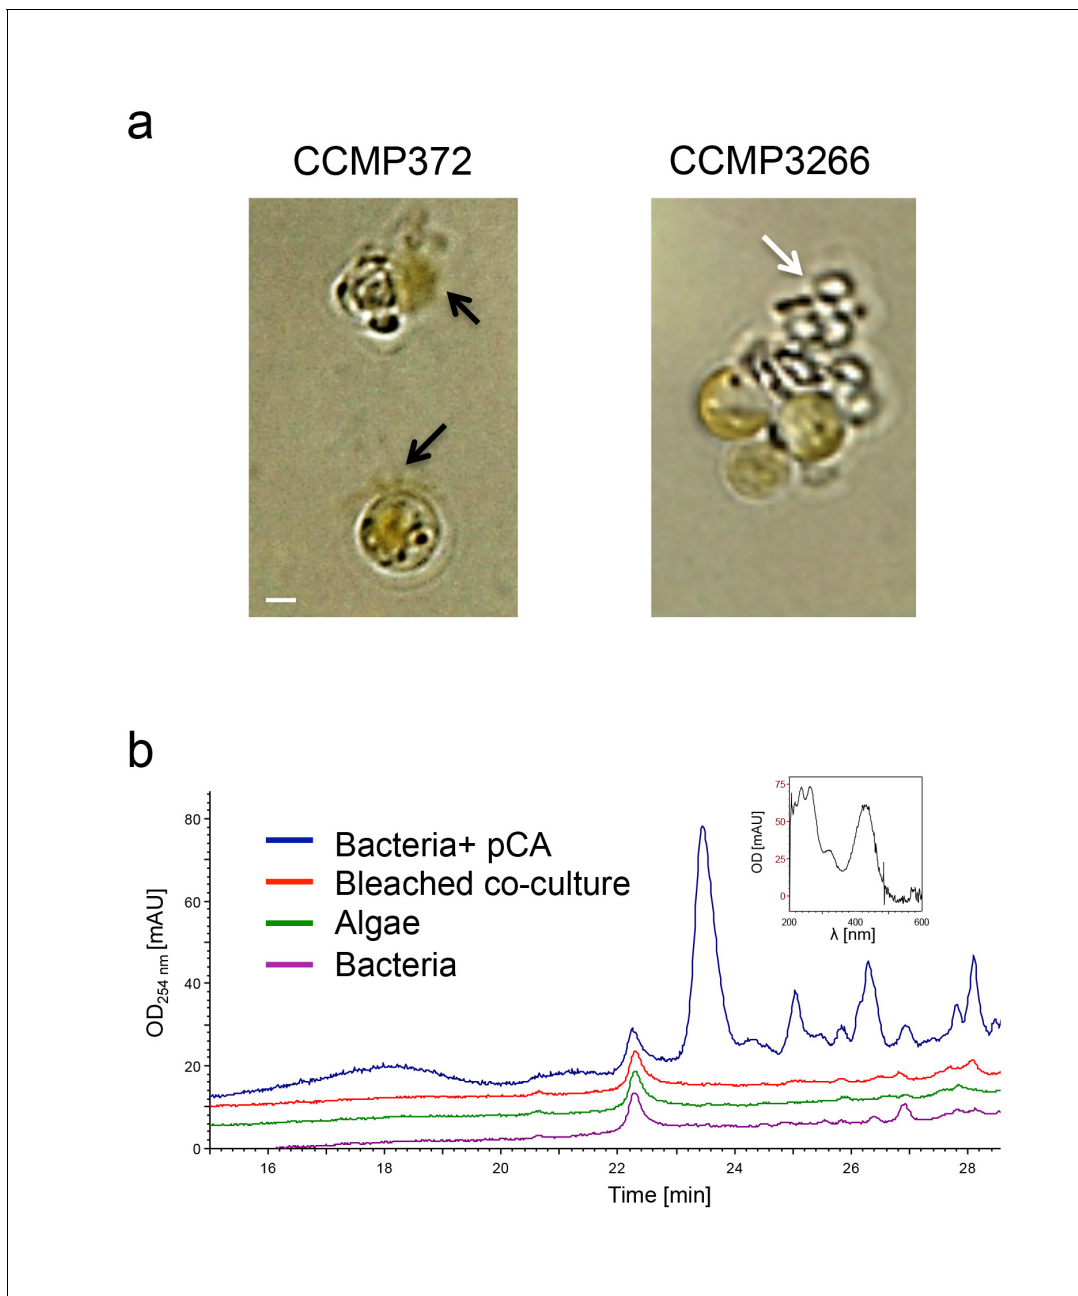 a
CCMP372
CCMP3266
b
Bacteria+ pCA
Bleached co-culture
Algae
Bacteria
OD254 nm [mAU]
80
60
40
20
0
16
18
20
22
24
26
28
Time [min]
OD [mAU]
75
50
25
0
200
400
600
λ [nm]